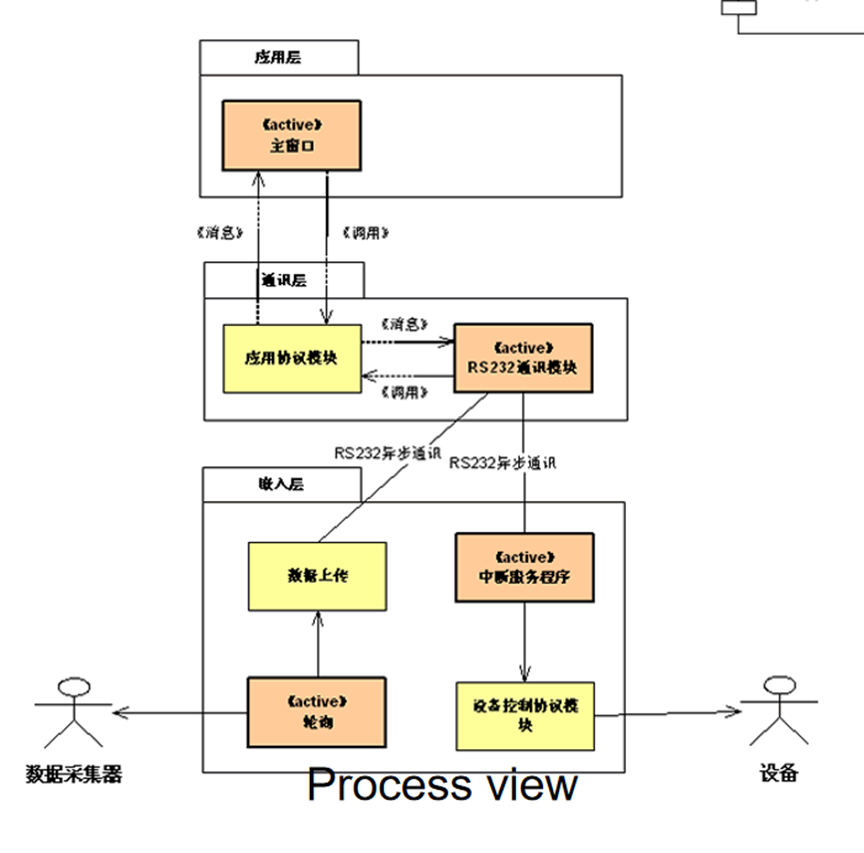 应用层
《active》
主窗口
《消息》
《调用》
通讯层
应用协议模块
《消息》
《active》
RS232通讯模块
《调用》
RS232异步通讯
RS232异步通讯
嵌入层
数据上传
《active》
中断服务程序
《active》
轮询
设备控制协议模
块
数据采集器
设备
Process view